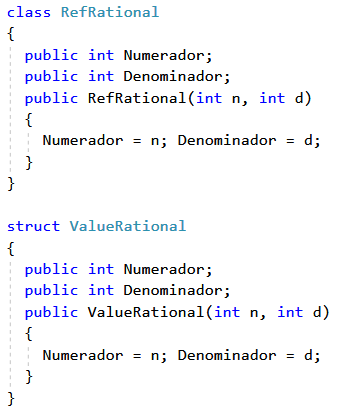 class RefRational
{
public int Numerador;
public int Denominador;
public RefRational(int n, int d)
{
Numerador = n; Denominador = d;
}
}
struct ValueRational
{
public int Numerador;
public int Denominador;
public ValueRational(int n, int d)
{
Numerador = n; Denominador = d;
}
}